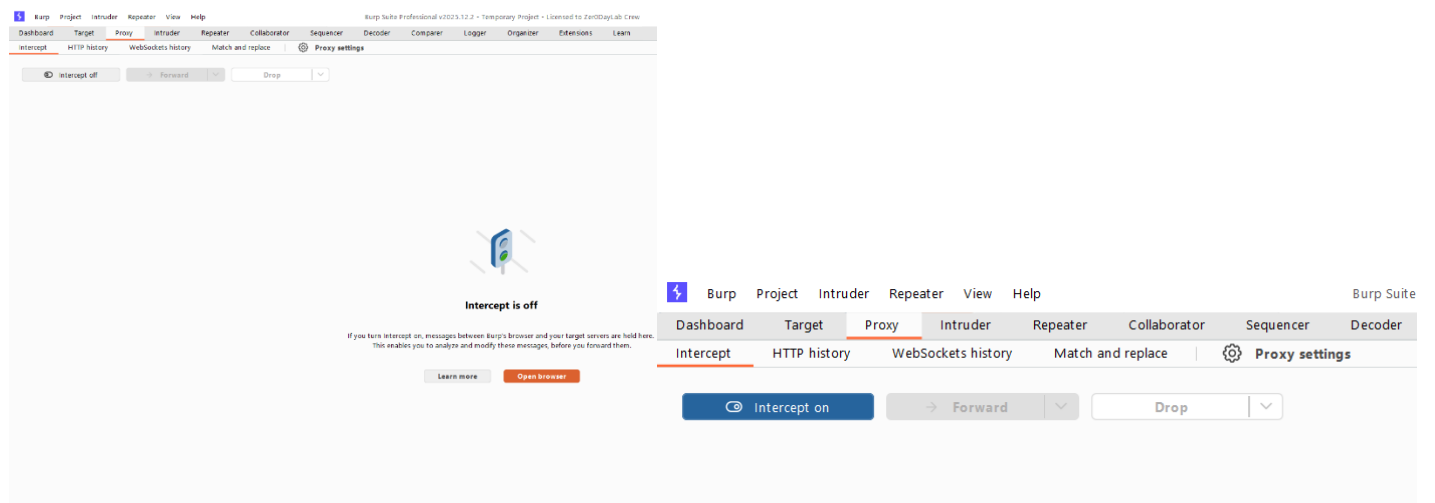 Burp Project Intruder Repeater View Help Burp Suite Professional v2025.12.2 - Temporary Project - Licensed to Zer0DayLab Crew
Dashboard Target Proxy Intruder Repeater Collaborator Sequencer Decoder Comparer Logger Organizer Extensions Learn
Intercept HTTP history WebSockets history Match and replace Proxy settings
Intercept off → Forward Drop
Intercept is off
If you turn Intercept on, messages between Burp's browser and your target servers are held here.
This enables you to analyze and modify these messages, before you forward them.
Learn more Open browser
Burp Project Intruder Repeater View Help Burp Suite
Dashboard Target Proxy Intruder Repeater Collaborator Sequencer Decoder
Intercept HTTP history WebSockets history Match and replace Proxy settings
Intercept on → Forward Drop